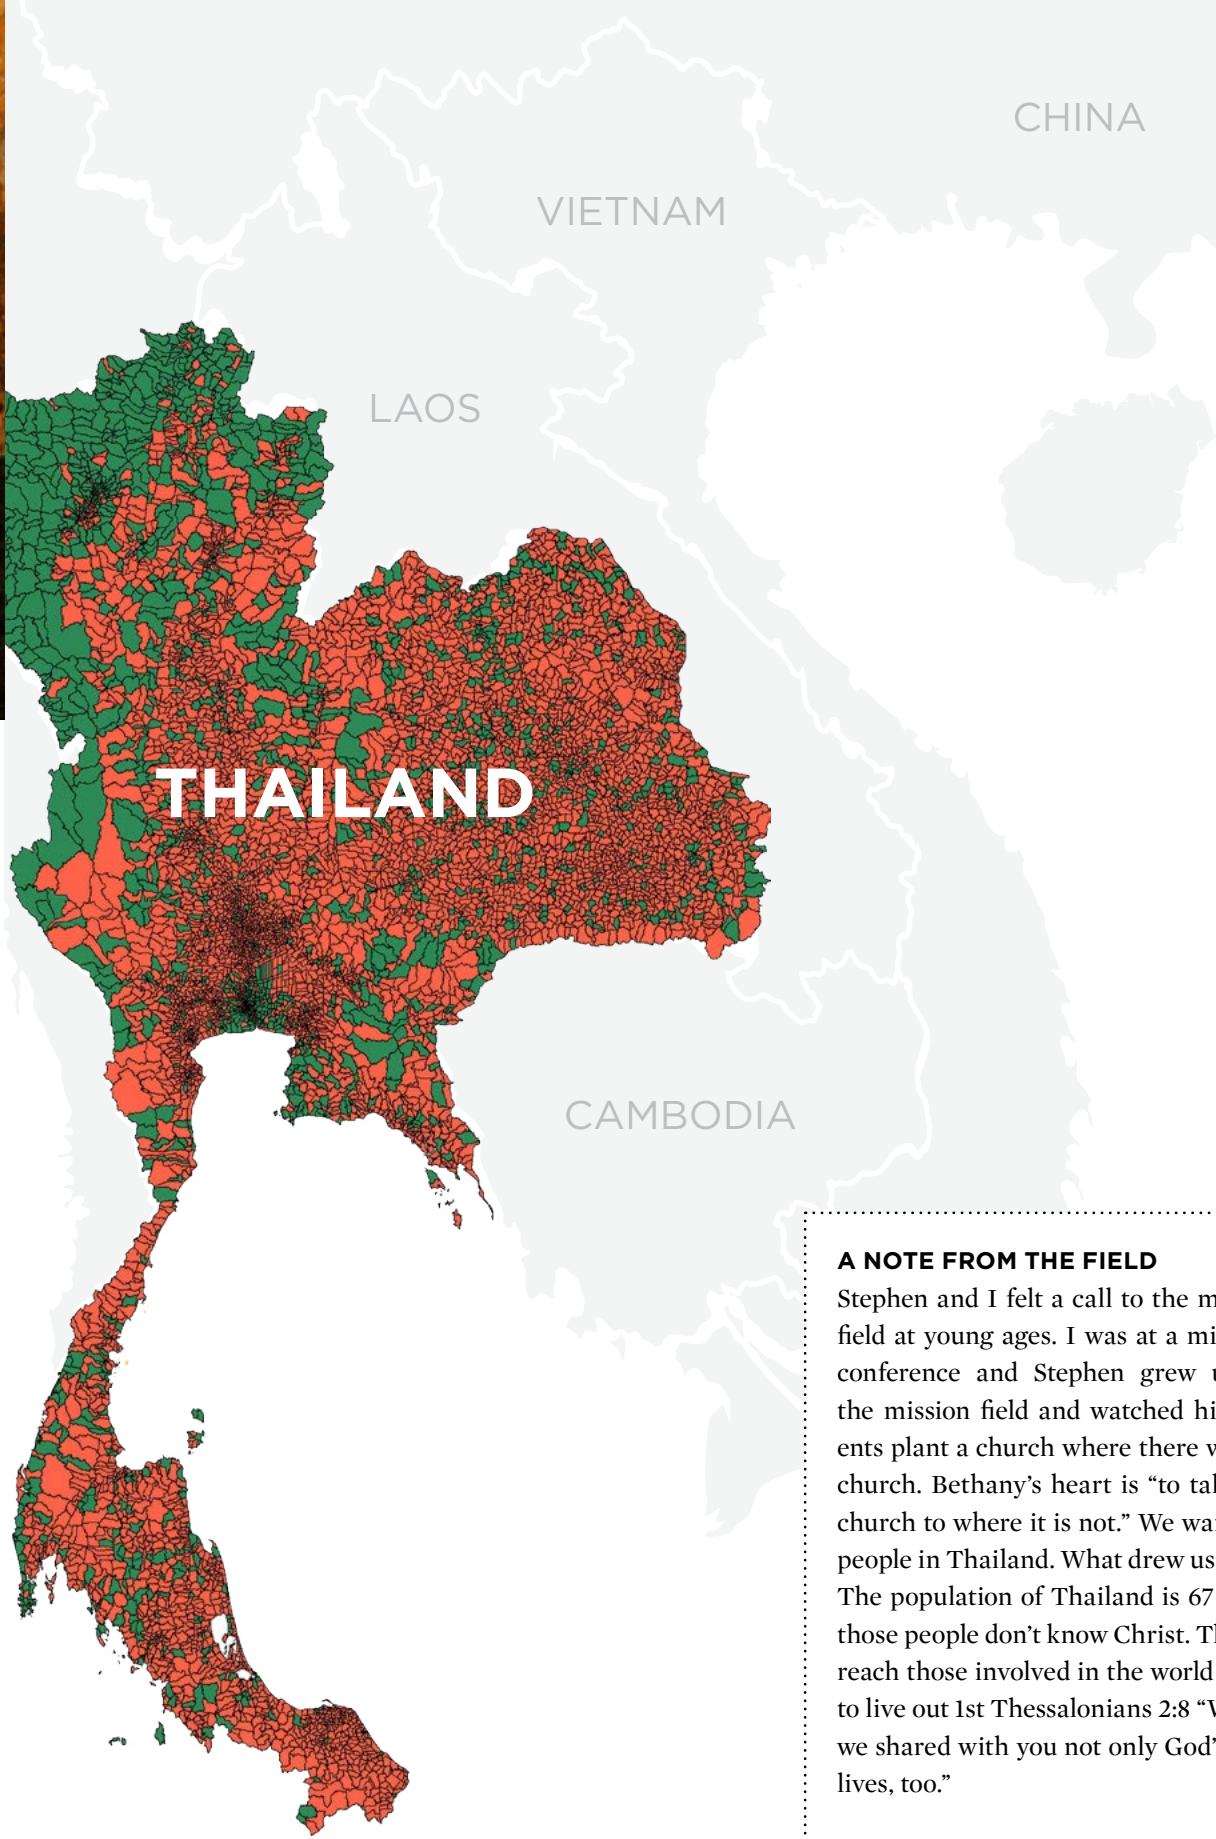 CHINA
VIETNAM
LAOS
THAILAND
CAMBODIA
A NOTE FROM THE FIELD
Stephen and I felt a call to the
field at young ages. I was at a
conference and Stephen grew
the mission field and watched
ents plant a church where there
church. Bethany’s heart is “to
church to where it is not.” We
people in Thailand. What drew us
The population of Thailand is 67
those people don’t know Christ.
reach those involved in the world
to live out 1st Thessalonians 2:8
we shared with you not only
lives, too.”